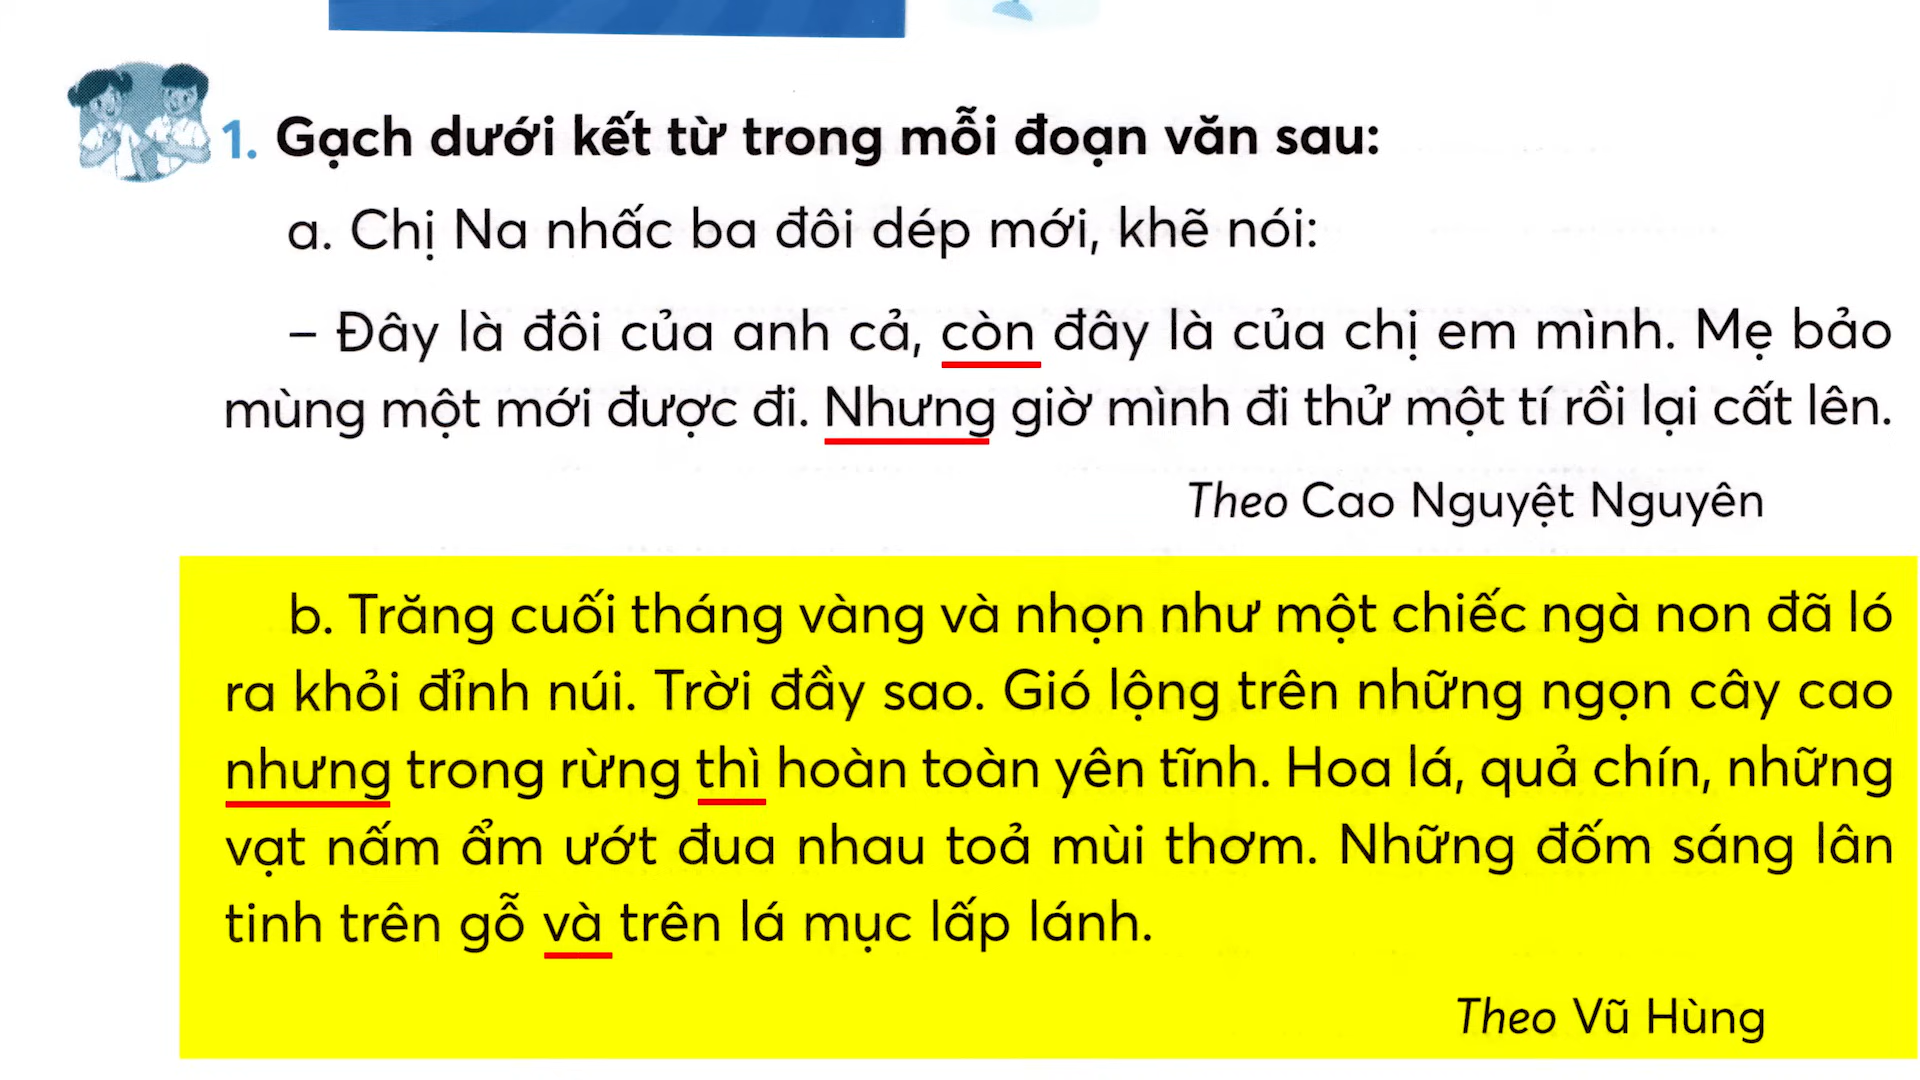 1. Gạch dưới kết từ trong mỗi đoạn văn sau:
a. Chị Na nhấc ba đôi dép mới, khẽ nói:
– Đây là đôi của anh cả, còn đây là của chị em mình. Mẹ bảo
mùng một mới được đi. Nhưng giờ mình đi thử một tí rồi lại cất lên.
Theo Cao Nguyệt Nguyên
b. Trăng cuối tháng vàng và nhọn như một chiếc ngà non đã ló
ra khỏi đỉnh núi. Trời đầy sao. Gió lộng trên những ngọn cây cao
nhưng trong rừng thì hoàn toàn yên tĩnh. Hoa lá, quả chín, những
vạt nấm ẩm ướt đua nhau toả mùi thơm. Những đốm sáng lân
tinh trên gỗ và trên lá mục lấp lánh.
Theo Vũ Hùng